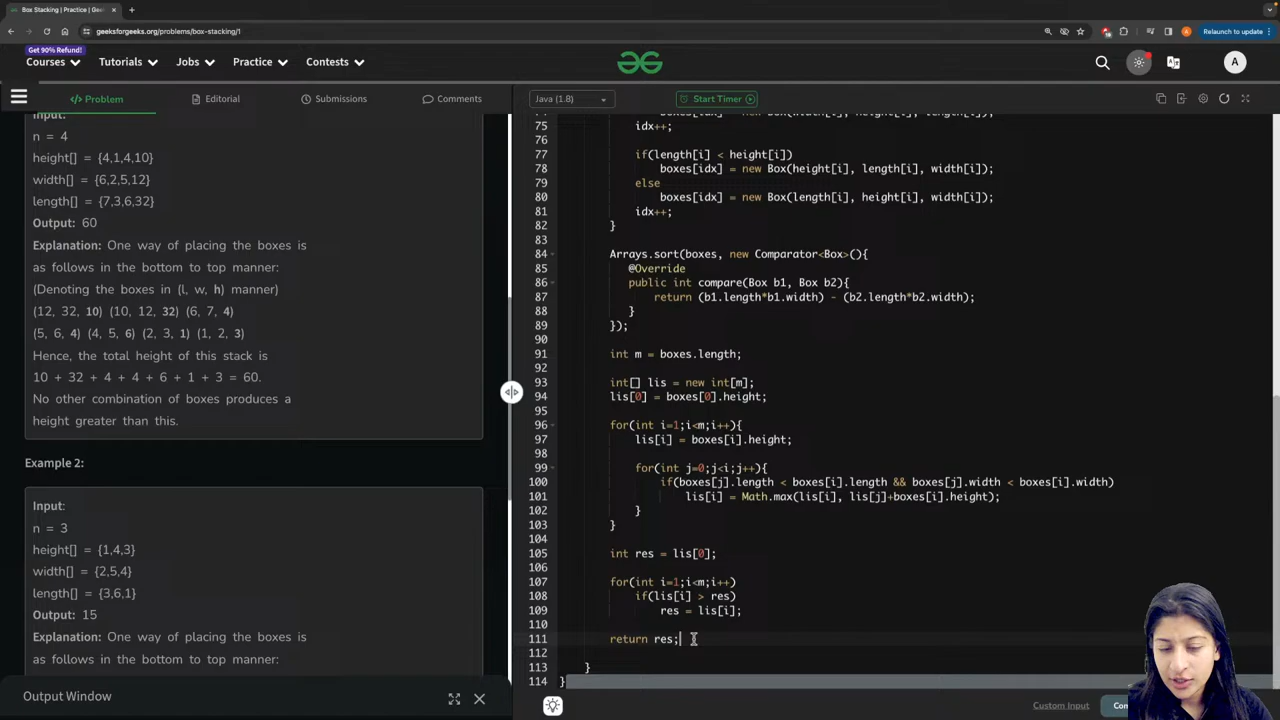 Box Stacking | Practice | Gee
geeksforgeeks.org/problems/box-stacking/1
Relaunch to update
Get 90% Refund!
Courses
Tutorials
Jobs
Practice
Contests
A
Problem
Editorial
Submissions
Comments
Java (1.8)
Start Timer
Input:
n = 4
height[] = {4,1,4,10}
width[] = {6,2,5,12}
length[] = {7,3,6,32}
Output: 60
Explanation: One way of placing the boxes is
as follows in the bottom to top manner:
(Denoting the boxes in (l, w, h) manner)
(12, 32, 10) (10, 12, 32) (6, 7, 4)
(5, 6, 4) (4, 5, 6) (2, 3, 1) (1, 2, 3)
Hence, the total height of this stack is
10 + 32 + 4 + 4 + 6 + 1 + 3 = 60.
No other combination of boxes produces a
height greater than this.
Example 2:
Input:
n = 3
height[] = {1,4,3}
width[] = {2,5,4}
length[] = {3,6,1}
Output: 15
Explanation: One way of placing the boxes is
as follows in the bottom to top manner:
Output Window
74 boxes[idx] = new Box(width[i], height[i], length[i]);
75 idx++;
76
77 if(length[i] < height[i])
78 boxes[idx] = new Box(height[i], length[i], width[i]);
79 else
80 boxes[idx] = new Box(length[i], height[i], width[i]);
81 idx++;
82 }
83
84 Arrays.sort(boxes, new Comparator<Box>(){
85 @Override
86 public int compare(Box b1, Box b2){
87 return (b1.length*b1.width) - (b2.length*b2.width);
88 }
89 });
90
91 int m = boxes.length;
92
93 int[] lis = new int[m];
94 lis[0] = boxes[0].height;
95
96 for(int i=1;i<m;i++){
97 lis[i] = boxes[i].height;
98
99 for(int j=0;j<i;j++){
100 if(boxes[j].length < boxes[i].length && boxes[j].width < boxes[i].width)
101 lis[i] = Math.max(lis[i], lis[j]+boxes[i].height);
102 }
103 }
104
105 int res = lis[0];
106
107 for(int i=1;i<m;i++)
108 if(lis[i] > res)
109 res = lis[i];
110
111 return res;
112
113 }
114 }
Custom Input